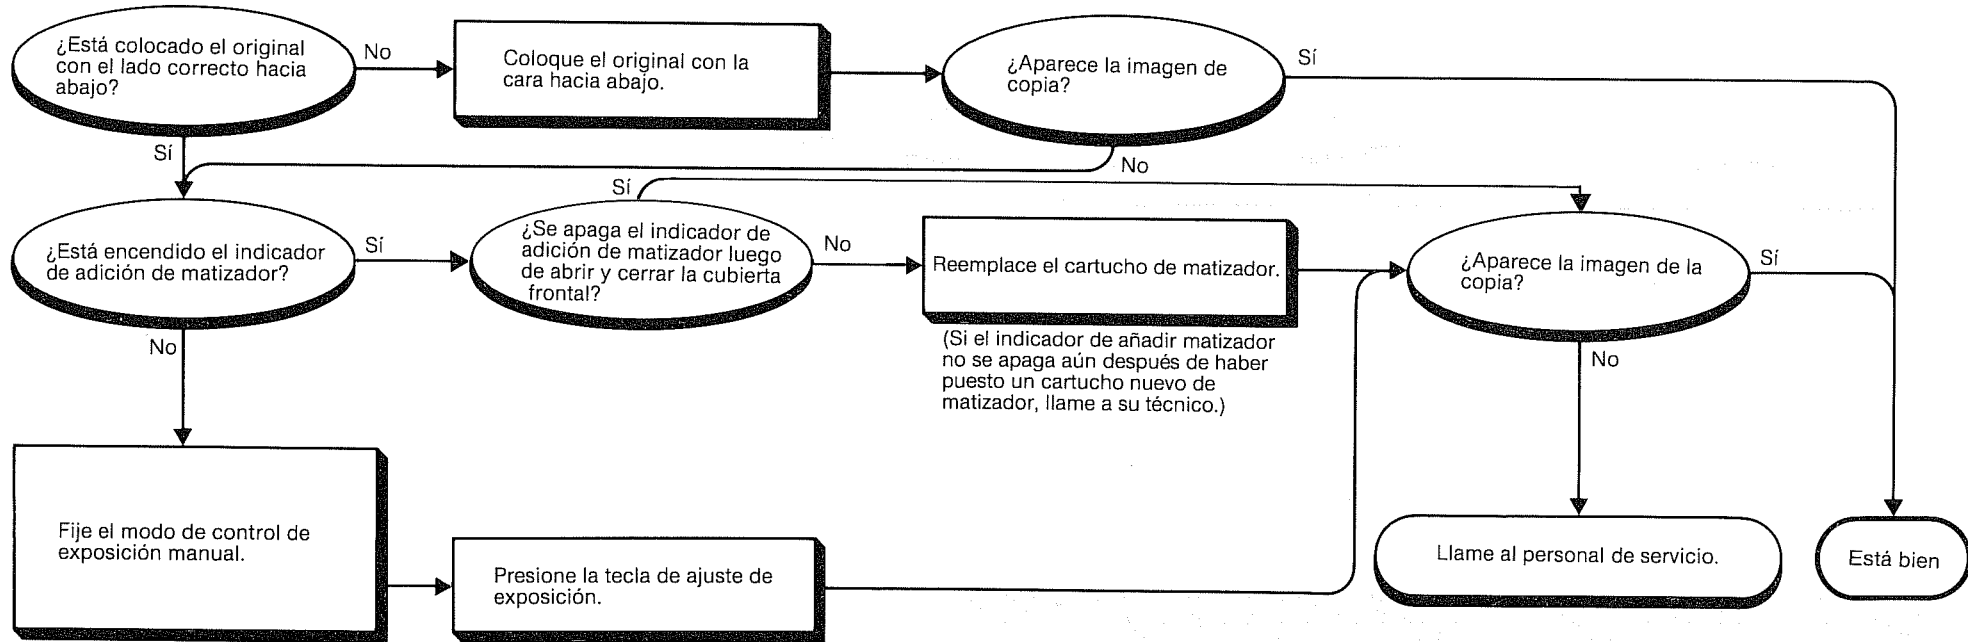 ¿Está colocado el original
con el lado correcto hacia
abajo?
No
Coloque el original con la
cara hacia abajo.
¿Aparece la imagen de
copia?
Sí
Sí
No
Sí
¿Está encendido el indicador
de adición de matizador?
Sí
¿Se apaga el indicador de
adición de matizador luego
de abrir y cerrar la cubierta
frontal?
No
Reemplace el cartucho de matizador.
(Si el indicador de añadir matizador
no se apaga aún después de haber
puesto un cartucho nuevo de
matizador, llame a su técnico.)
¿Aparece la imagen de la
copia?
Sí
No
No
Fije el modo de control de
exposición manual.
Presione la tecla de ajuste de
exposición.
Llame al personal de servicio.
Está bien